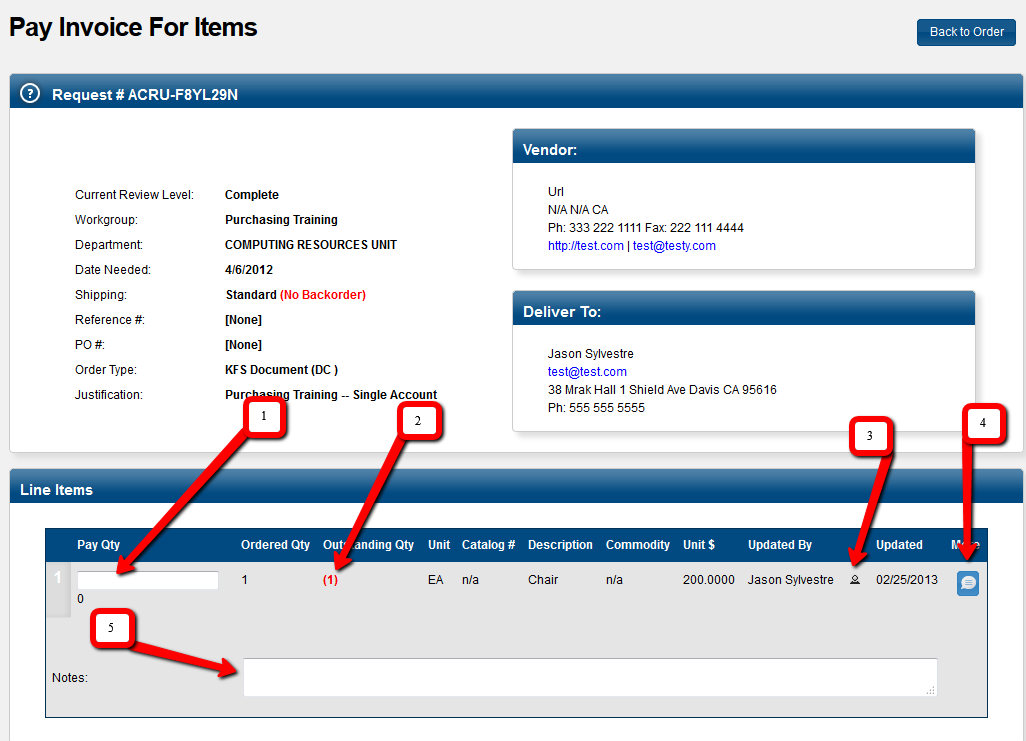 Pay Invoice For Items
Back to Order
? Request # ACRU-F8YL29N
Current Review Level: Complete
Workgroup: Purchasing Training
Department: COMPUTING RESOURCES UNIT
Date Needed: 4/6/2012
Shipping: Standard (No Backorder)
Reference #: [None]
PO #: [None]
Order Type: KFS Document (DC )
Justification: Purchasing Training -- Single Account
Vendor:
Url
N/A N/A CA
Ph: 333 222 1111 Fax: 222 111 4444
http://test.com | test@testy.com
Deliver To:
Jason Sylvestre
test@test.com
38 Mrak Hall 1 Shield Ave Davis CA 95616
Ph: 555 555 5555
1
2
3
4
Line Items
Pay Qty Ordered Qty Outstanding Qty Unit Catalog # Description Commodity Unit $ Updated By Updated More
1 1 (1) EA n/a Chair n/a 200.0000 Jason Sylvestre 02/25/2013
0
5
Notes: